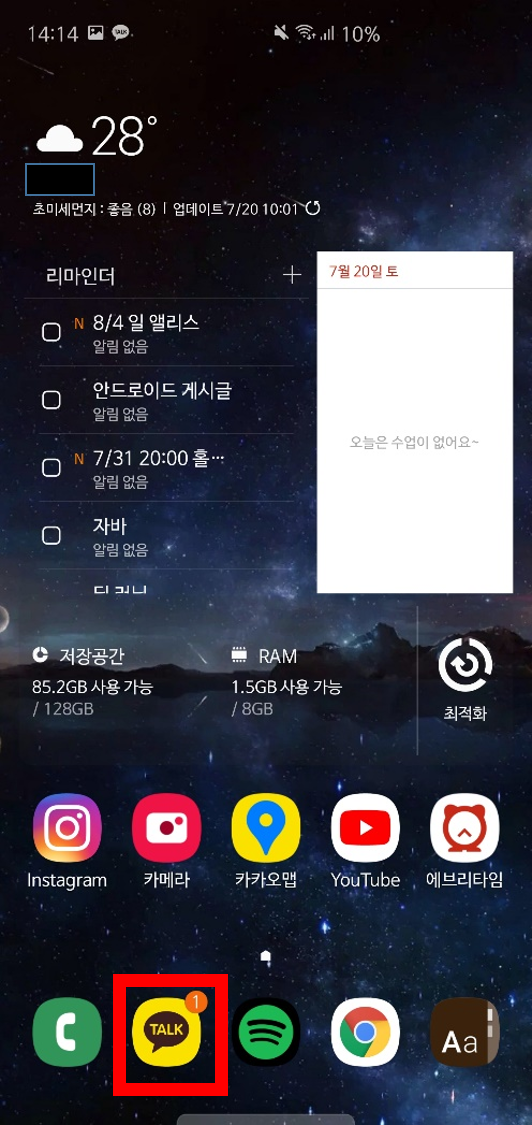 14:14 TALK 10%
28°
초미세먼지 : 좋음 (8) | 업데이트 7/20 10:01
리마인더 +
7월 20일 토
N 8/4 일 앨리스
알림 없음
안드로이드 게시글
알림 없음
오늘은 수업이 없어요~
N 7/31 20:00 홀···
알림 없음
자바
알림 없음
저장공간
85.2GB 사용 가능
/ 128GB
RAM
1.5GB 사용 가능
/ 8GB
최적화
Instagram 카메라 카카오맵 YouTube 에브리타임
TALK 1
Aa